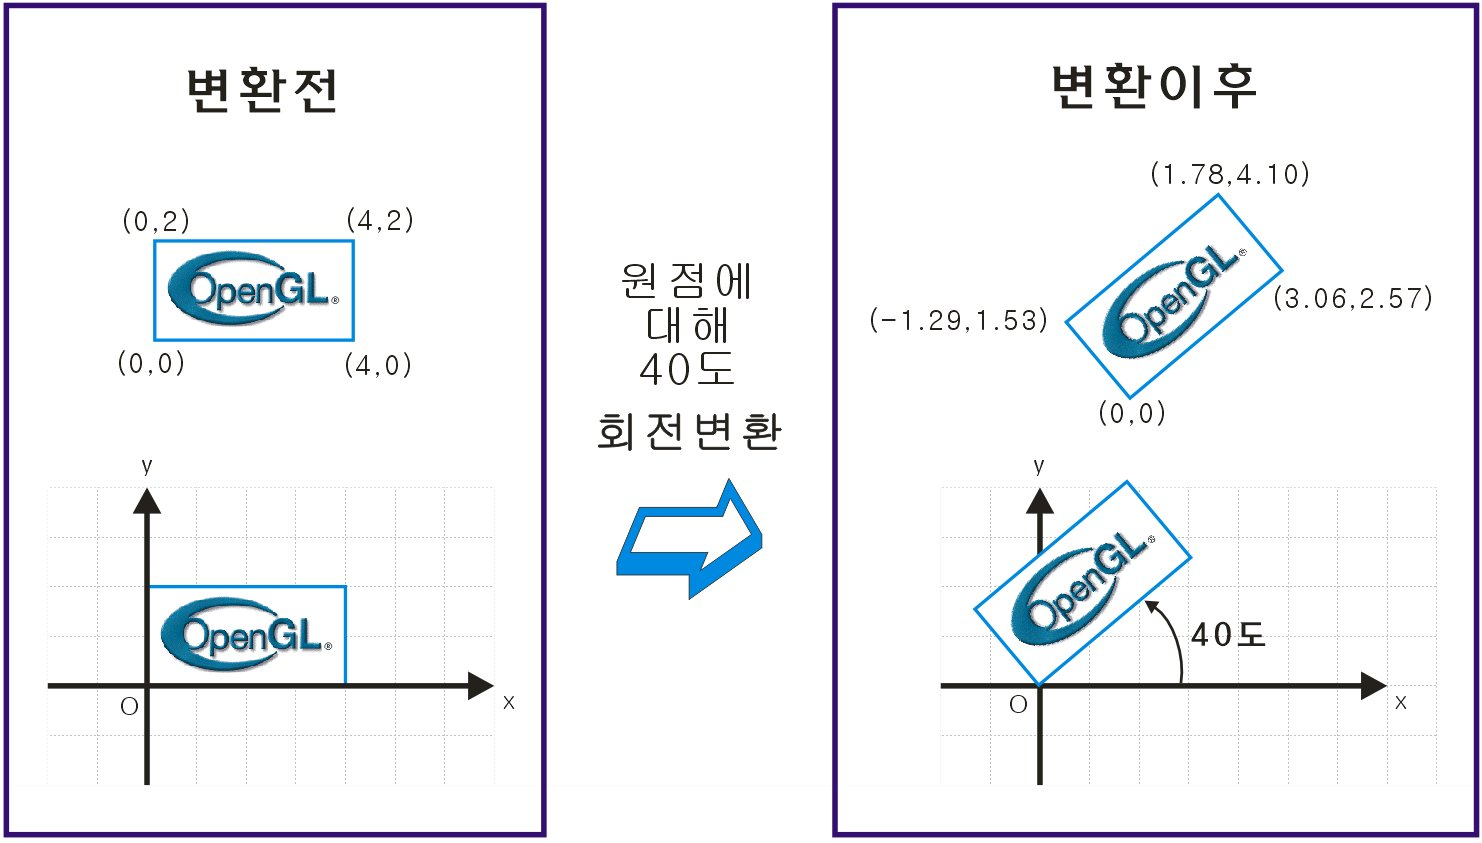 변환전
(0,2)
(4,2)
OpenGL®
(0,0)
(4,0)
y
OpenGL®
O
x
원점에
대해
40도
회전변환
변환이후
(1.78,4.10)
OpenGL®
(3.06,2.57)
(-1.29,1.53)
(0,0)
y
OpenGL®
40도
O
x